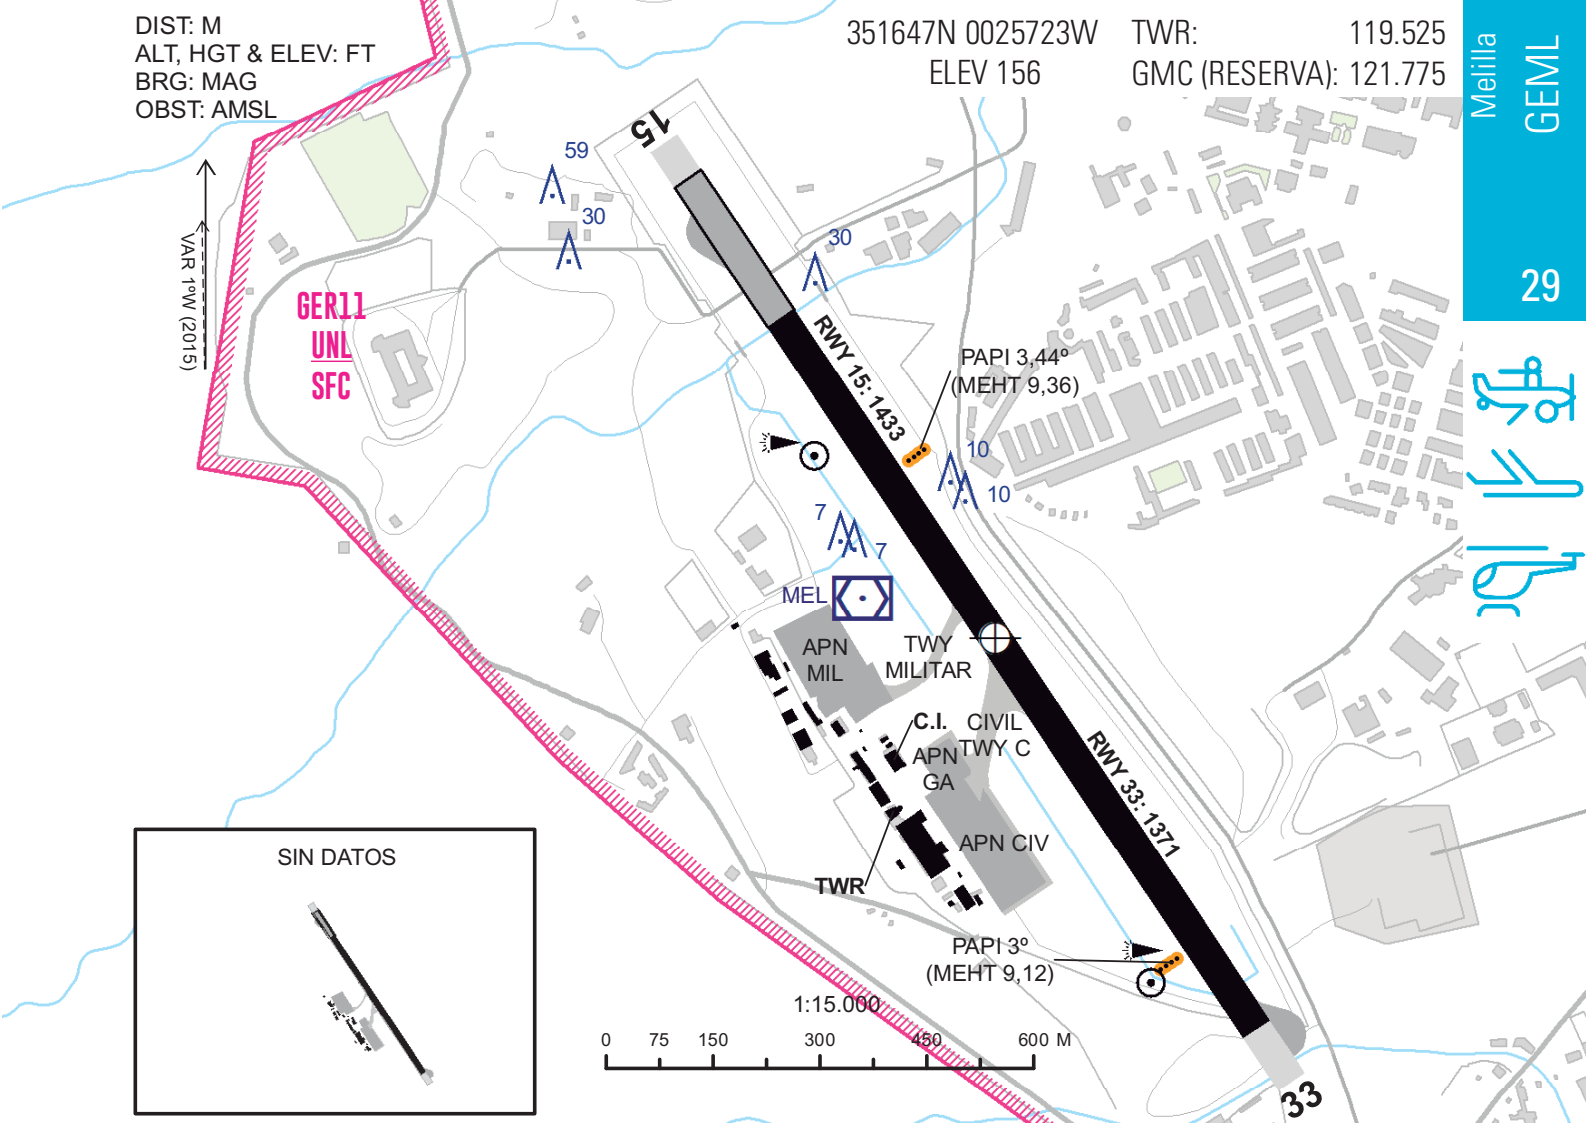 DIST: M
ALT, HGT & ELEV: FT
BRG: MAG
OBST: AMSL
351647N 0025723W
ELEV 156
TWR: 119.525
GMC (RESERVA): 121.775
Melilla
GEML
29
VAR 1ºW (2015)
15
59
30
30
GER11
UNL
SFC
RWY 15: 1433
PAPI 3,44º
(MEHT 9,36)
10
10
7
7
MEL
APN
MIL
TWY
MILITAR
C.I.
CIVIL
TWY C
APN
GA
APN CIV
RWY 33: 1371
TWR
PAPI 3º
(MEHT 9,12)
SIN DATOS
1:15.000
0 75 150 300 450 600 M
33